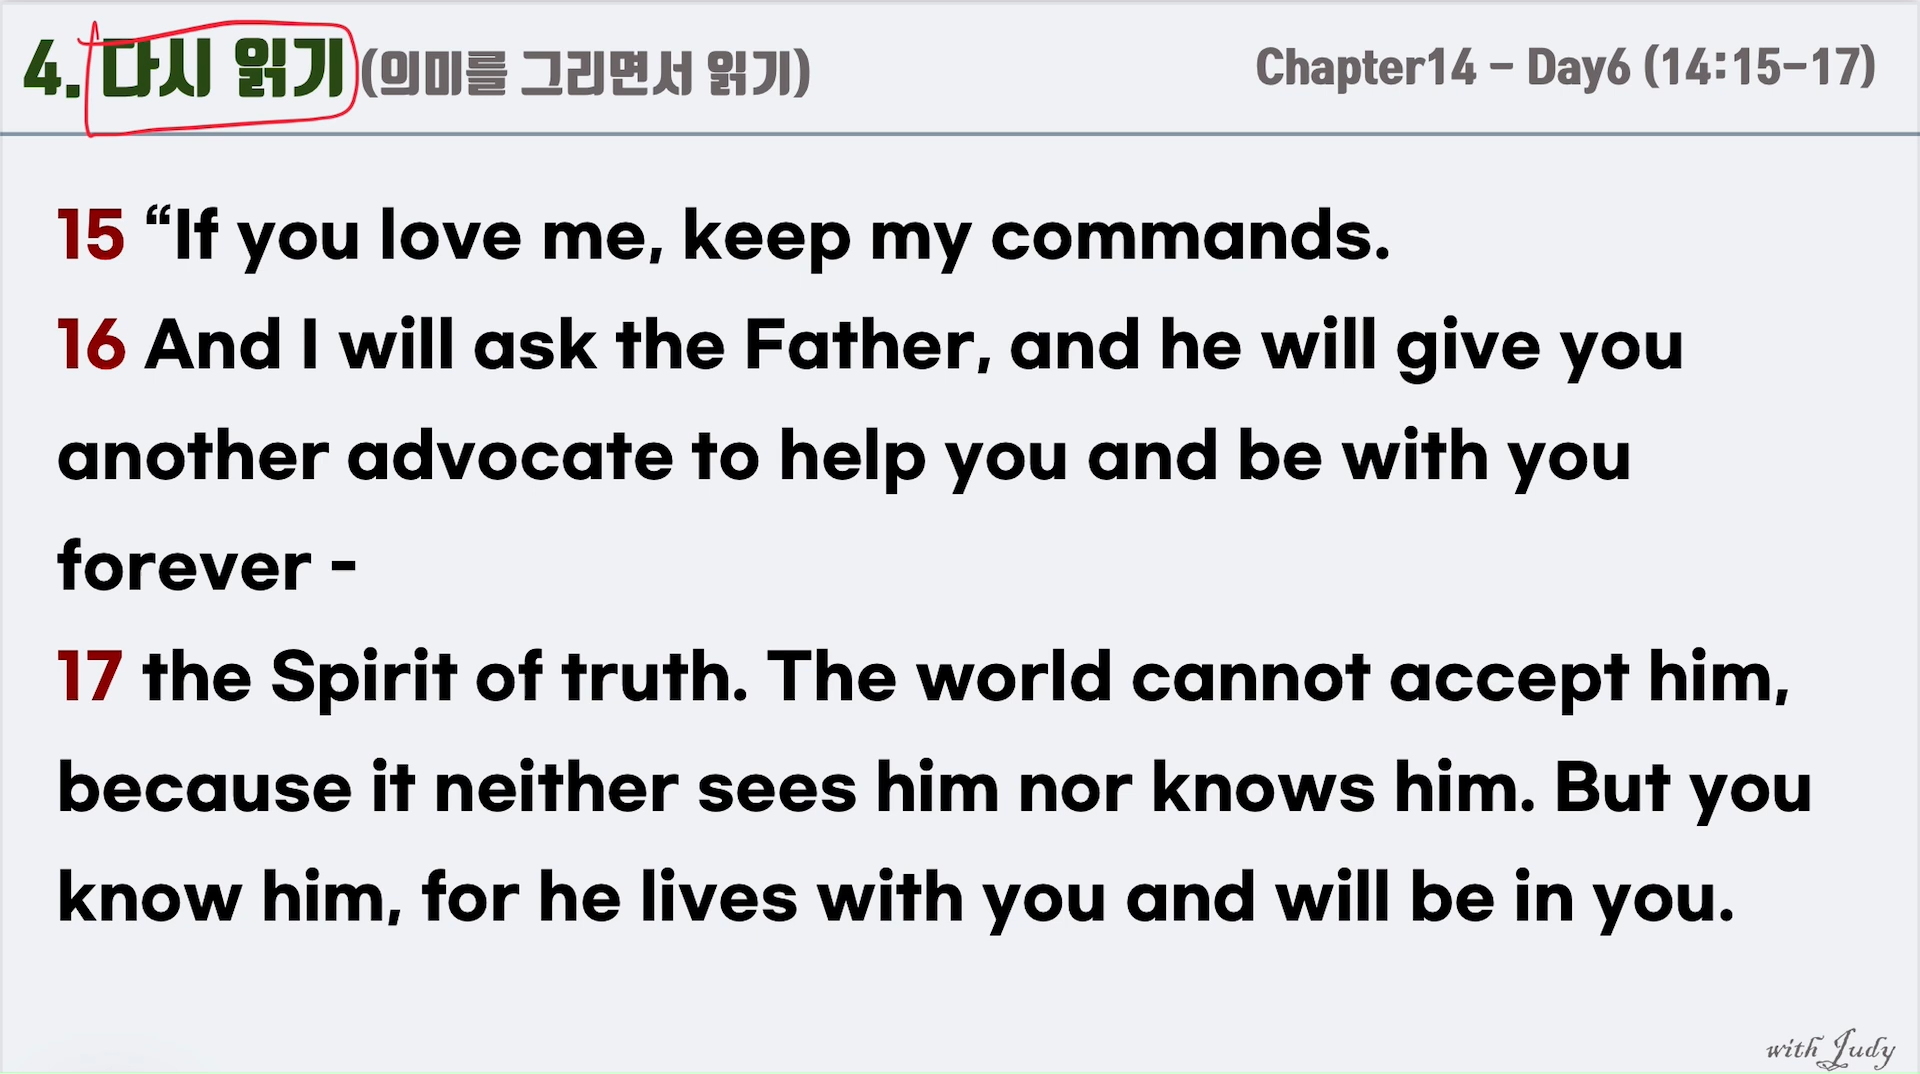 4. 다시 읽기 (의미를 그리면서 읽기) Chapter14 - Day6 (14:15-17)
15 “If you love me, keep my commands.
16 And I will ask the Father, and he will give you
another advocate to help you and be with you
forever -
17 the Spirit of truth. The world cannot accept him,
because it neither sees him nor knows him. But you
know him, for he lives with you and will be in you.
with Judy